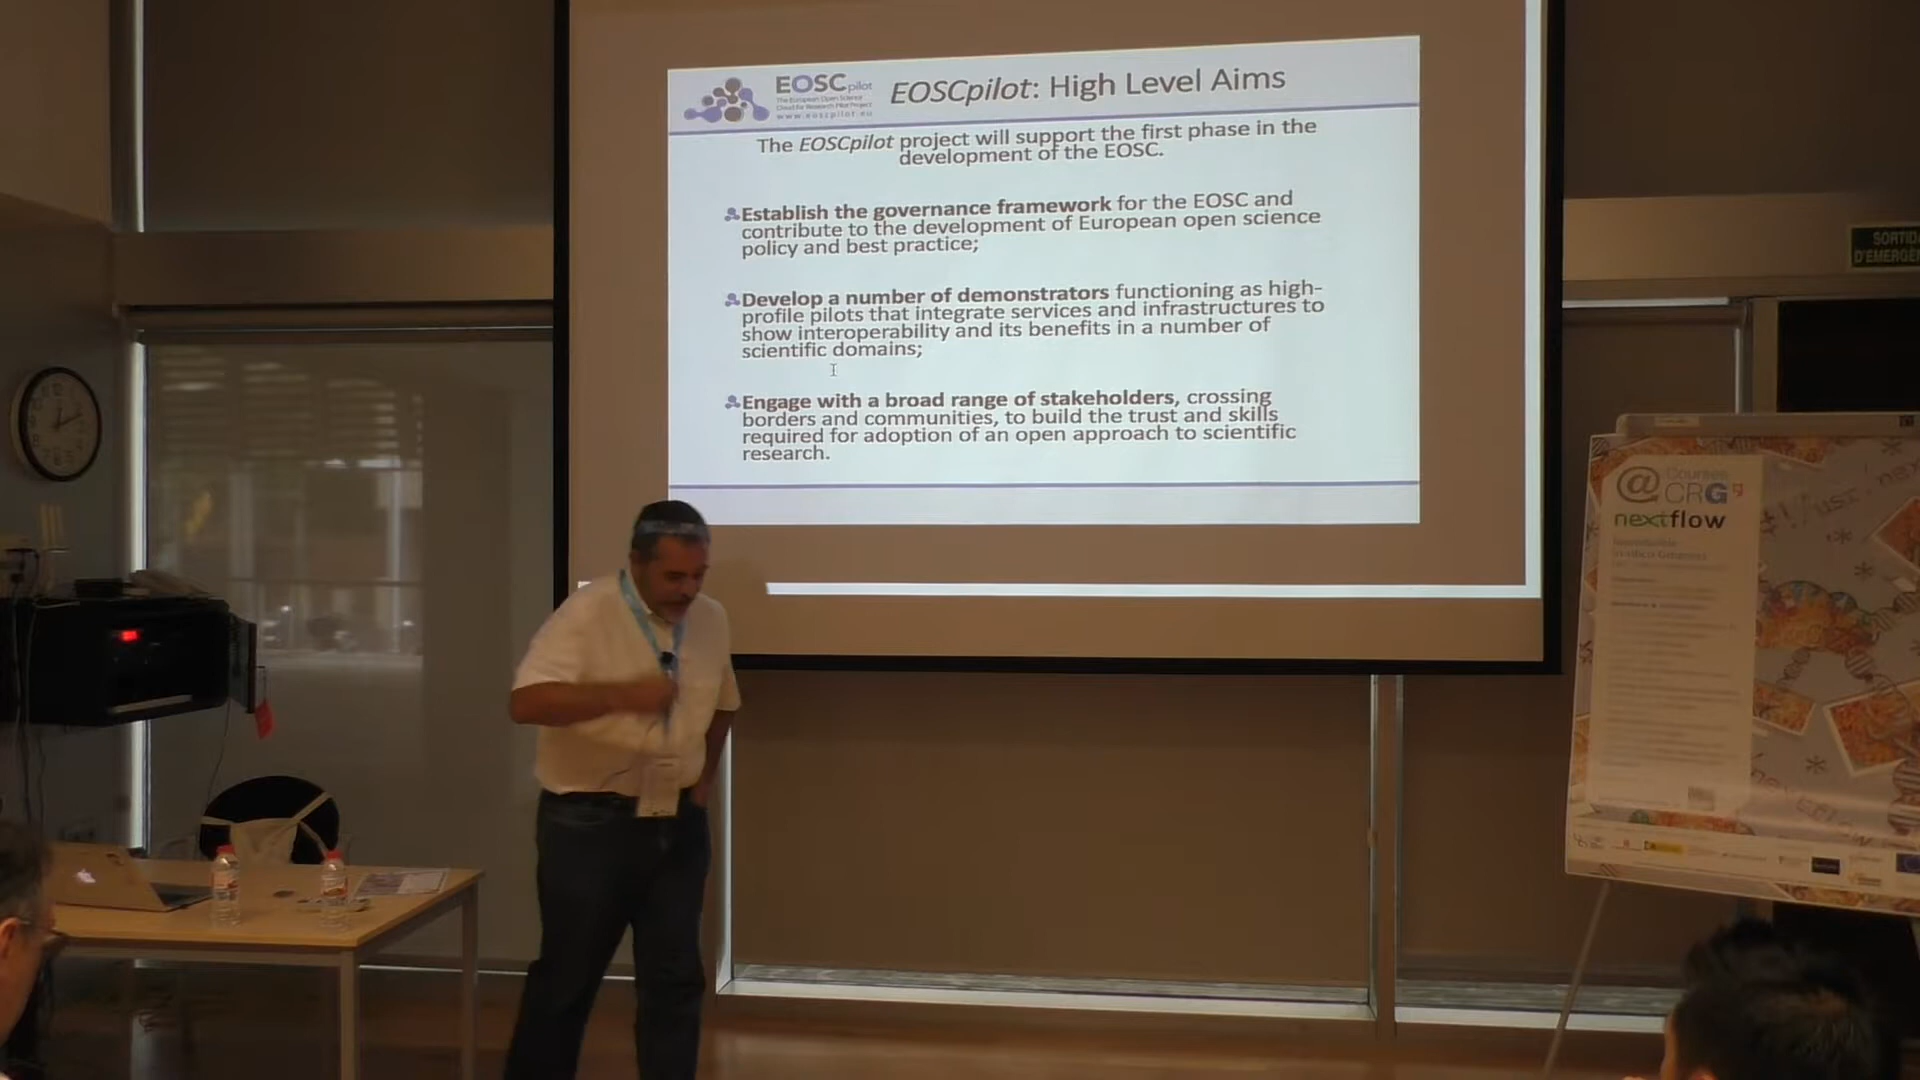 EOSCpilot
The European Open Science
Cloud for Research Pilot Project
www.eoscpilot.eu
EOSCpilot: High Level Aims
The EOSCpilot project will support the first phase in the
development of the EOSC.
Establish the governance framework for the EOSC and
contribute to the development of European open science
policy and best practice;
Develop a number of demonstrators functioning as high-
profile pilots that integrate services and infrastructures to
show interoperability and its benefits in a number of
scientific domains;
Engage with a broad range of stakeholders, crossing
borders and communities, to build the trust and skills
required for adoption of an open approach to scientific
research.
SORTID
D'EMERGÈN
@ Courses
CRG
nextflow